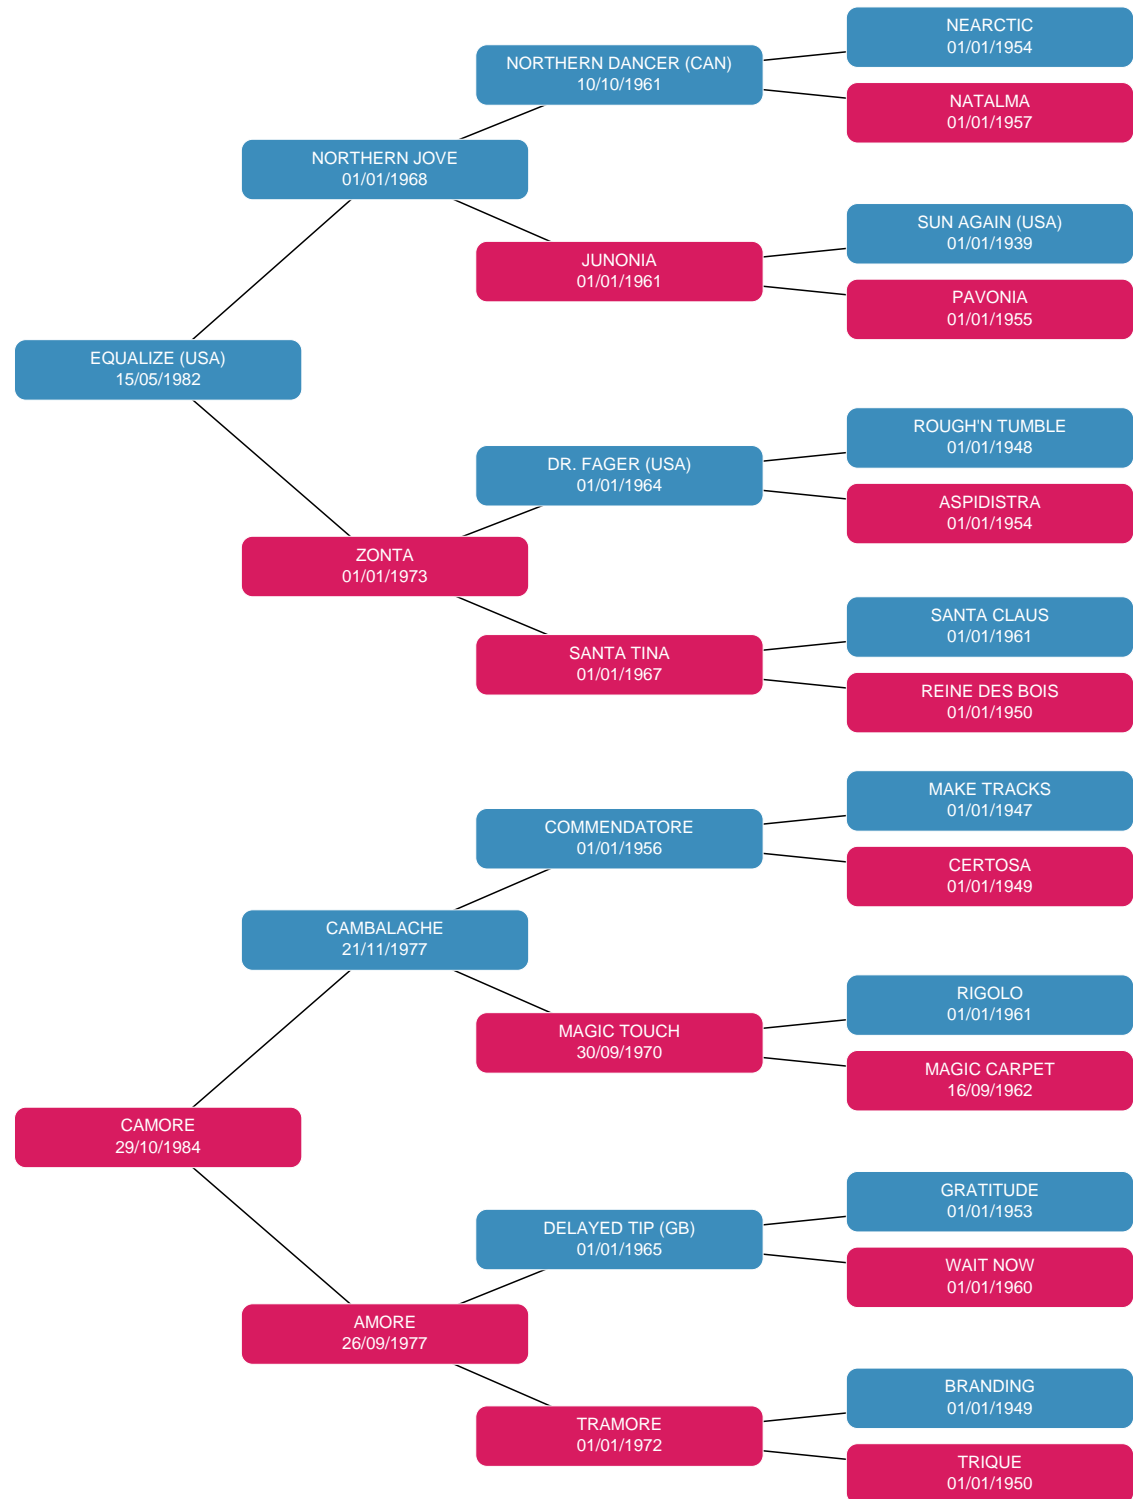 NEARCTIC
01/01/1954
NORTHERN DANCER (CAN)
10/10/1961
NATALMA
01/01/1957
NORTHERN JOVE
01/01/1968
SUN AGAIN (USA)
01/01/1939
JUNONIA
01/01/1961
PAVONIA
01/01/1955
EQUALIZE (USA)
15/05/1982
ROUGH'N TUMBLE
01/01/1948
DR. FAGER (USA)
01/01/1964
ASPIDISTRA
01/01/1954
ZONTA
01/01/1973
SANTA CLAUS
01/01/1961
SANTA TINA
01/01/1967
REINE DES BOIS
01/01/1950
MAKE TRACKS
01/01/1947
COMMENDATORE
01/01/1956
CERTOSA
01/01/1949
CAMBALACHE
21/11/1977
RIGOLO
01/01/1961
MAGIC TOUCH
30/09/1970
MAGIC CARPET
16/09/1962
CAMORE
29/10/1984
GRATITUDE
01/01/1953
DELAYED TIP (GB)
01/01/1965
WAIT NOW
01/01/1960
AMORE
26/09/1977
BRANDING
01/01/1949
TRAMORE
01/01/1972
TRIQUE
01/01/1950